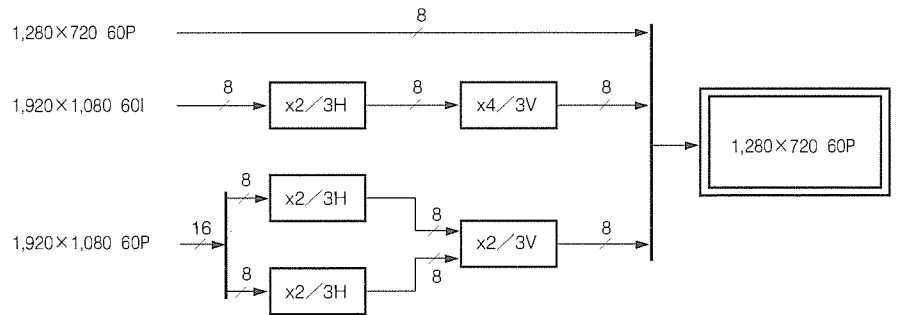 8
1,280×720 60P
8
8
8
1,920×1,080 60I
x2/3H
x4/3V
1,280×720 60P
8
x2/3H
8
16
8
1,920×1,080 60P
x2/3V
8
8
x2/3H